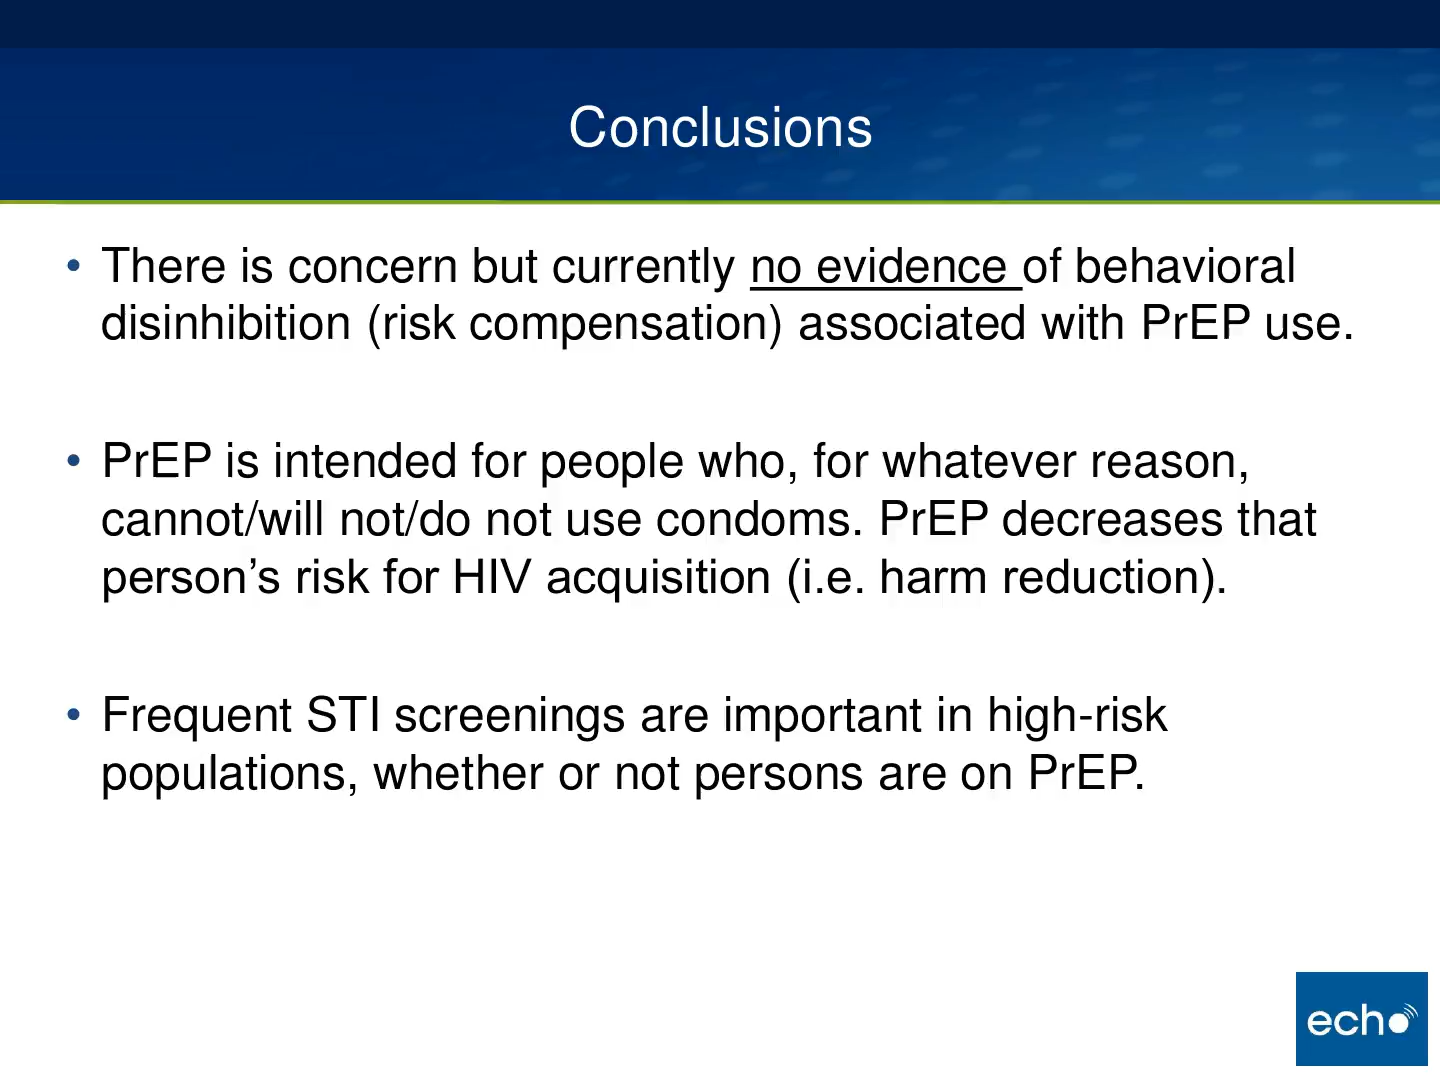 Conclusions
• There is concern but currently no evidence of behavioral
disinhibition (risk compensation) associated with PrEP use.
• PrEP is intended for people who, for whatever reason,
cannot/will not/do not use condoms. PrEP decreases that
person’s risk for HIV acquisition (i.e. harm reduction).
• Frequent STI screenings are important in high-risk
populations, whether or not persons are on PrEP.
echo